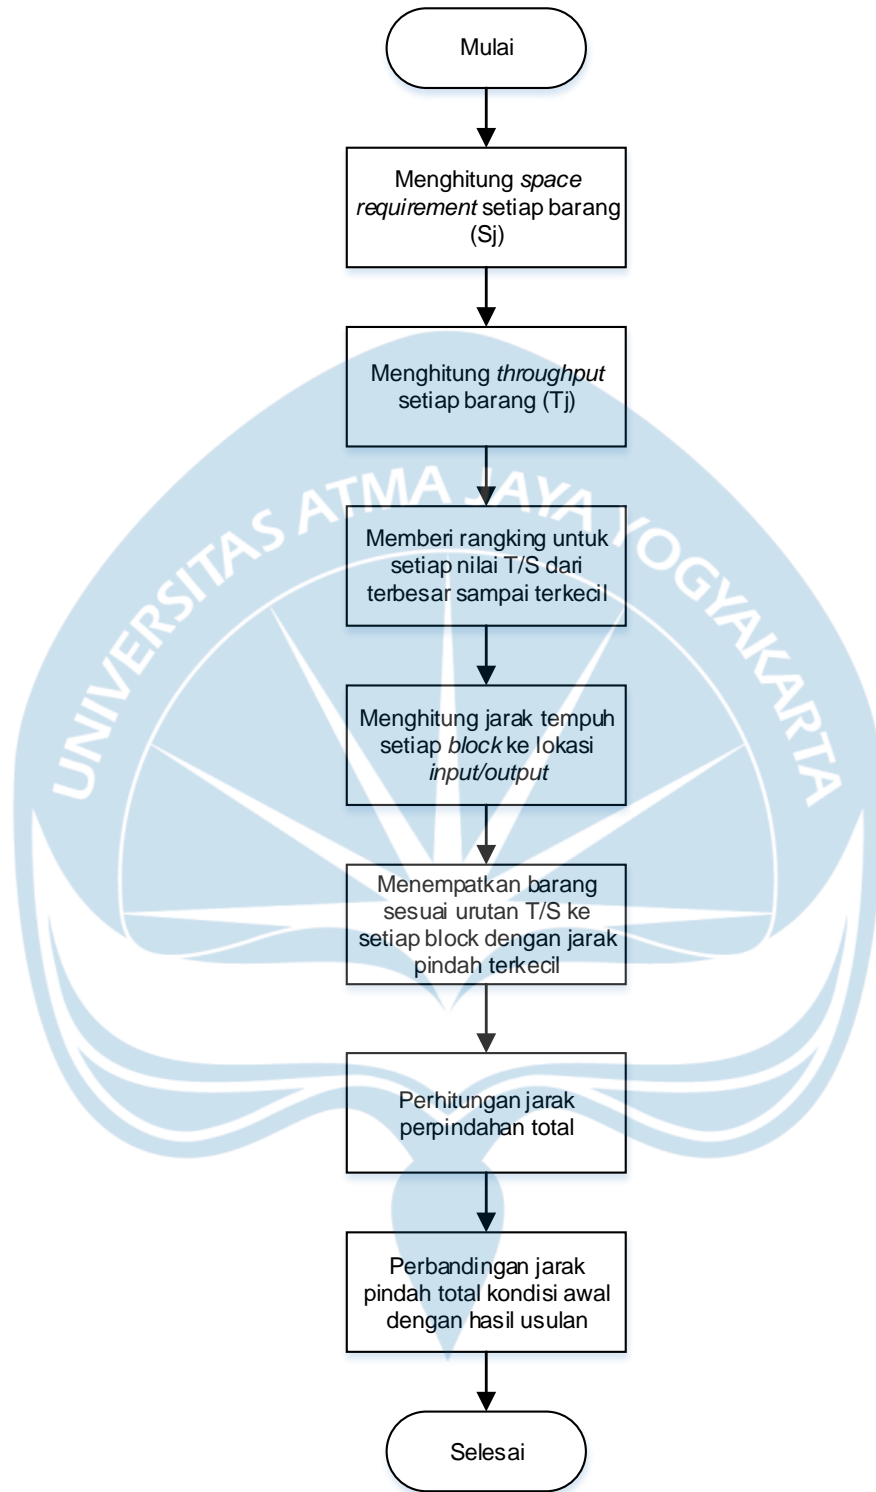 Mulai
Menghitung space
requirement setiap barang
(Sj)
Menghitung throughput
setiap barang (Tj)
UNIVERSITAS ATMA JAYA YOGYAKARTA
Memberi rangking untuk
setiap nilai T/S dari
terbesar sampai terkecil
Menghitung jarak tempuh
setiap block ke lokasi
input/output
Menempatkan barang
sesuai urutan T/S ke
setiap block dengan jarak
pindah terkecil
Perhitungan jarak
perpindahan total
Perbandingan jarak
pindah total kondisi awal
dengan hasil usulan
Selesai